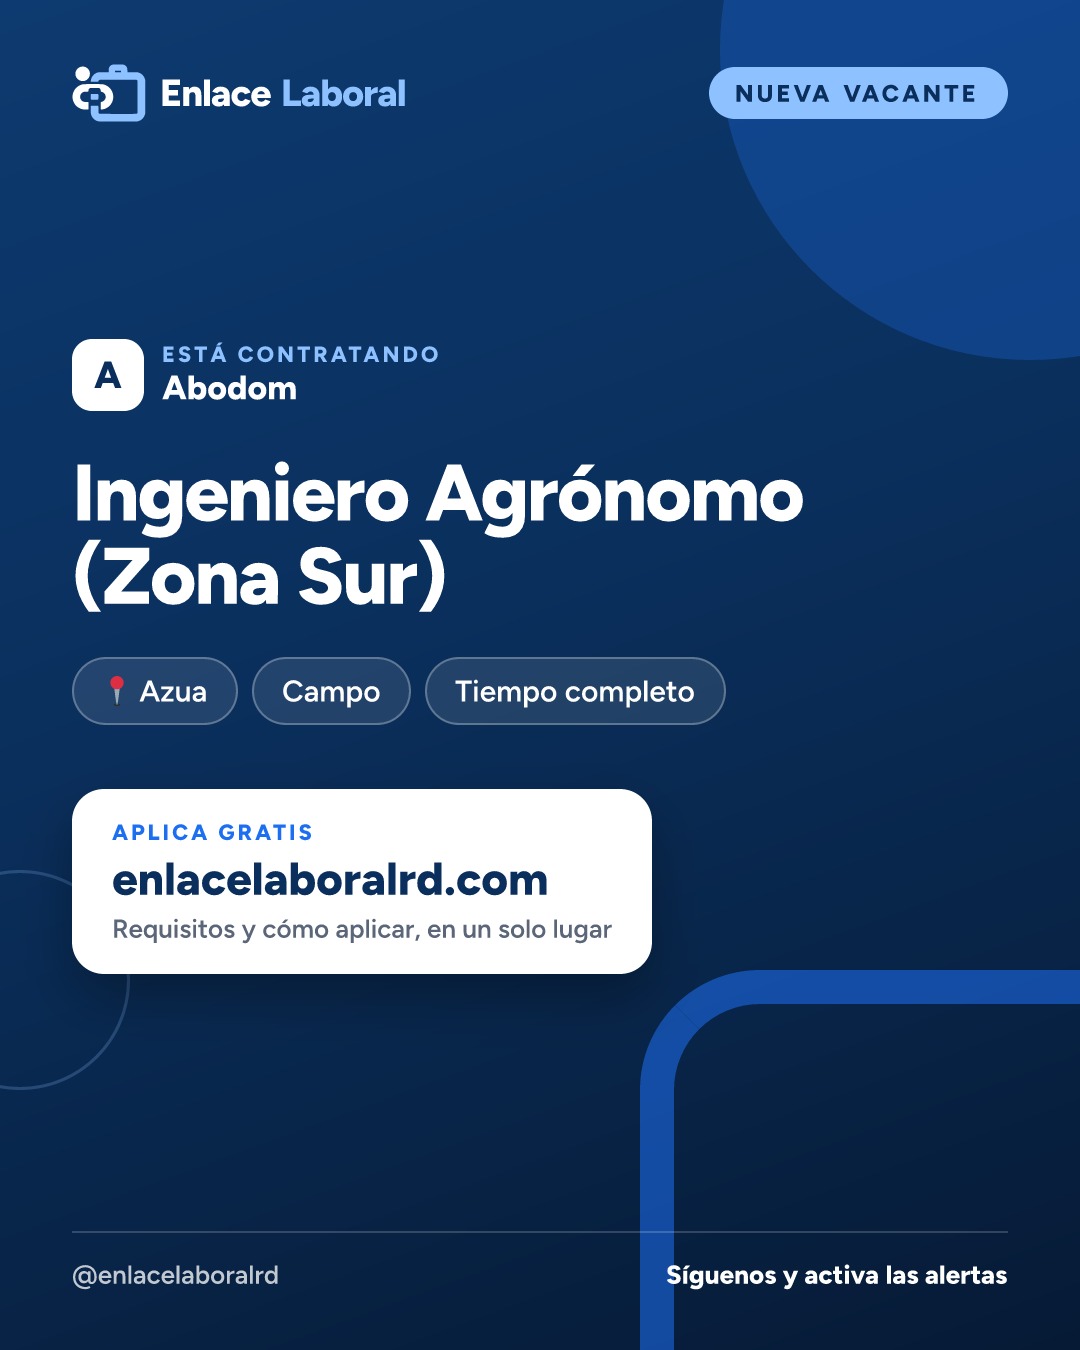 Enlace Laboral
NUEVA VACANTE
A
ESTÁ CONTRATANDO
Abodom
Ingeniero Agrónomo
(Zona Sur)
📍 Azua
Campo
Tiempo completo
APLICA GRATIS
enlacelaboralrd.com
Requisitos y cómo aplicar, en un solo lugar
@enlacelaboralrd
Síguenos y activa las alertas